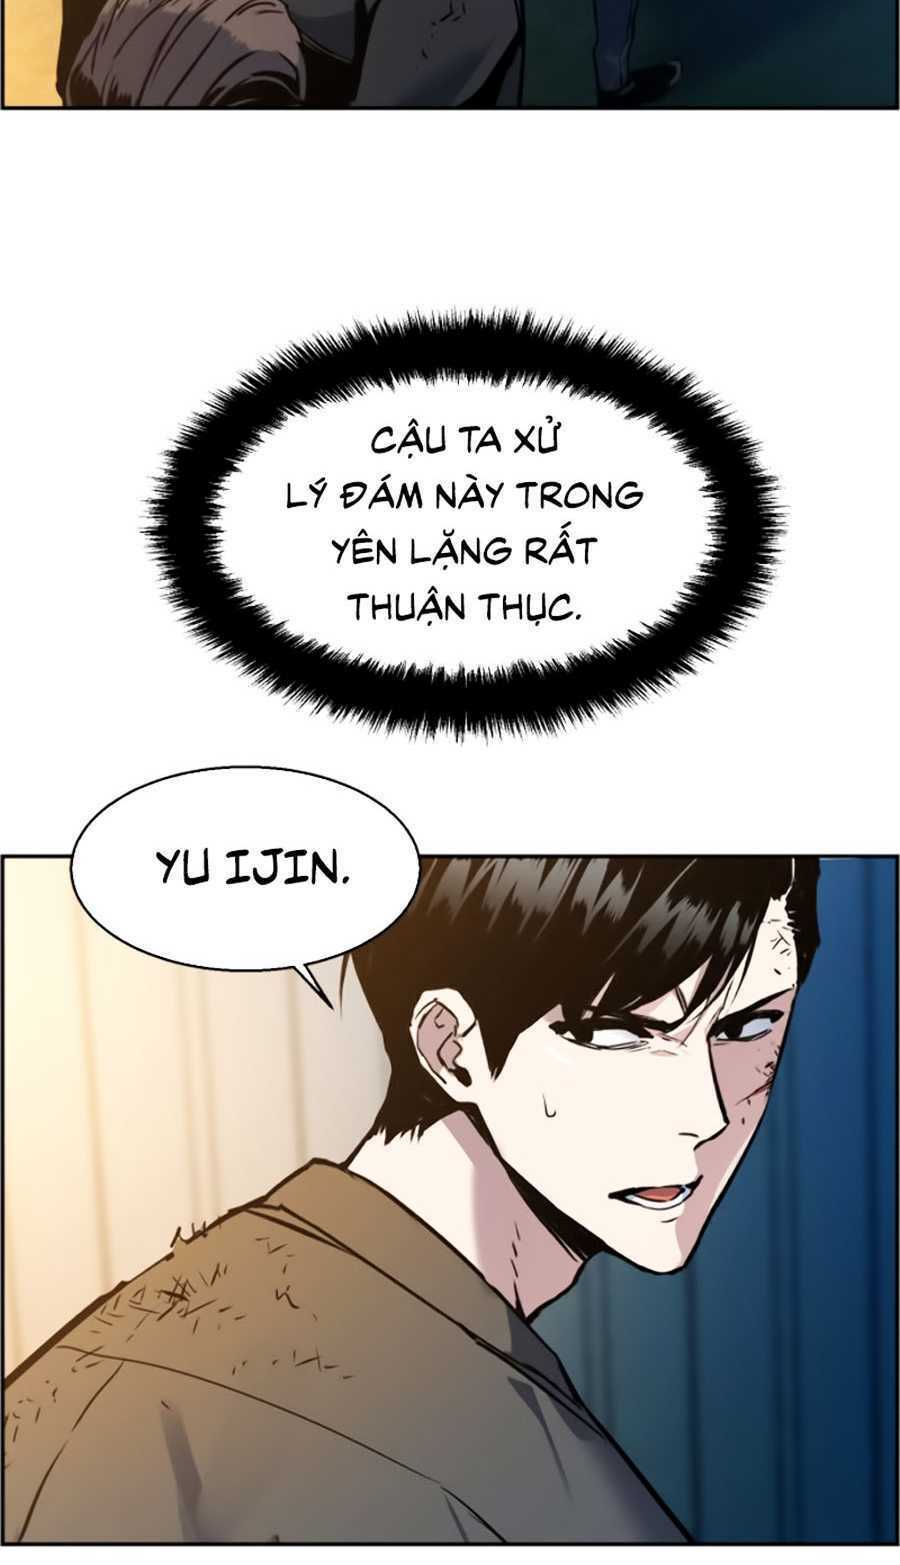 CẬU TA XỬ
LÝ ĐÁM NÀY TRONG
YÊN LẶNG RẤT
THUẬN THỤC.
YU IJIN.